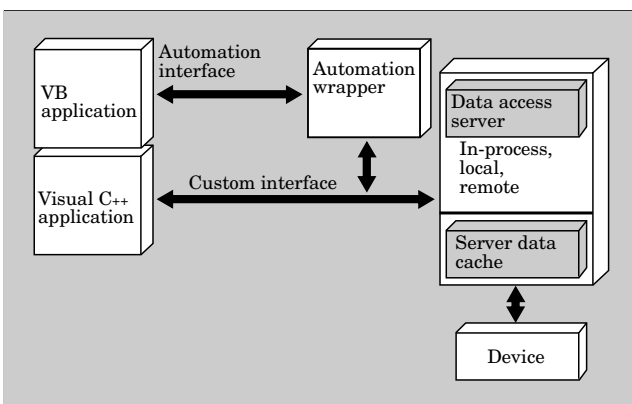 Automation
interface
VB
application
Automation
wrapper
Data access
server
In-process,
local,
remote
Visual C++
application
Custom interface
Server data
cache
Device